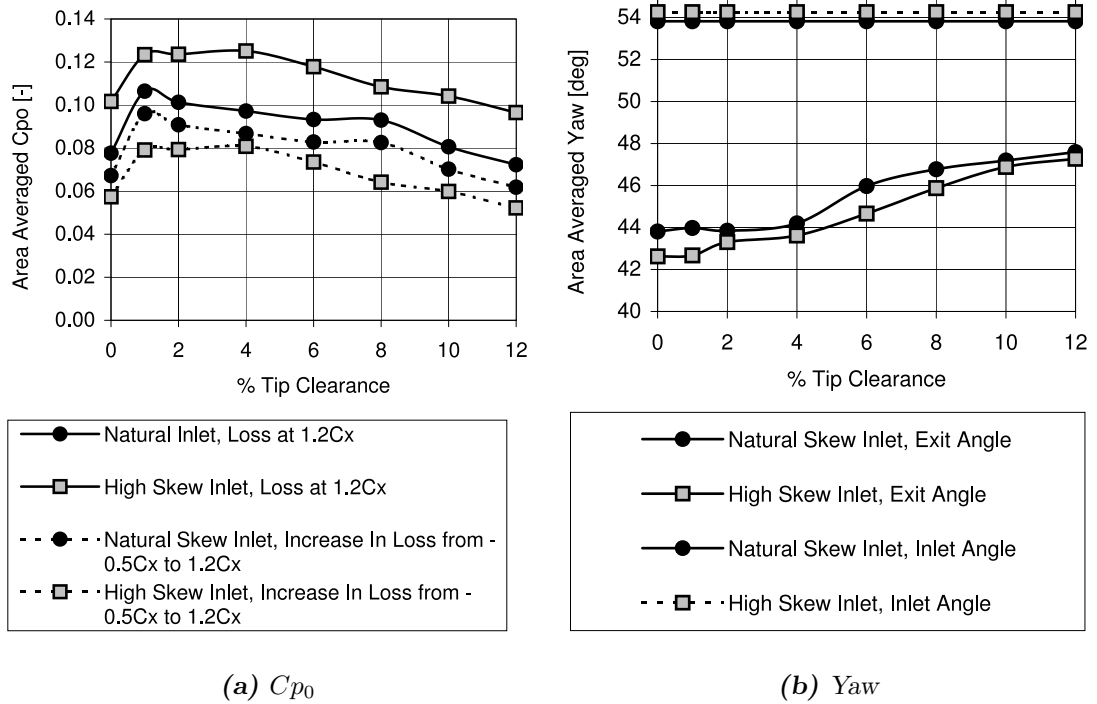 0.14
0.12
0.10
0.08
0.06
0.04
0.02
0.00
Area Averaged Cpo [-]
0 2 4 6 8 10 12
% Tip Clearance
Natural Inlet, Loss at 1.2Cx
High Skew Inlet, Loss at 1.2Cx
Natural Skew Inlet, Increase In Loss from -
0.5Cx to 1.2Cx
High Skew Inlet, Increase In Loss from -
0.5Cx to 1.2Cx
(a) Cp0
54
52
50
48
46
44
42
40
Area Averaged Yaw [deg]
0 2 4 6 8 10 12
% Tip Clearance
Natural Skew Inlet, Exit Angle
High Skew Inlet, Exit Angle
Natural Skew Inlet, Inlet Angle
High Skew Inlet, Inlet Angle
(b) Yaw